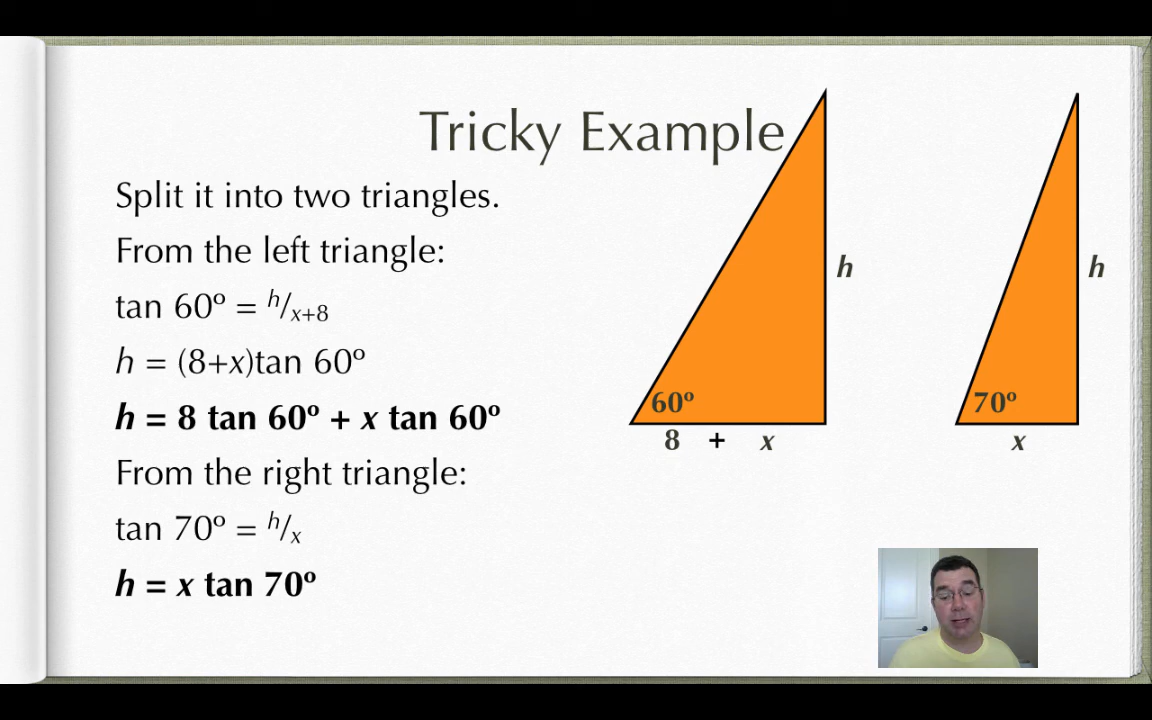 Tricky Example
Split it into two triangles.
From the left triangle:
tan 60º = h/x+8
h = (8+x)tan 60º
h = 8 tan 60º + x tan 60º
From the right triangle:
tan 70º = h/x
h = x tan 70º
h
60º
8 + x
h
70º
x